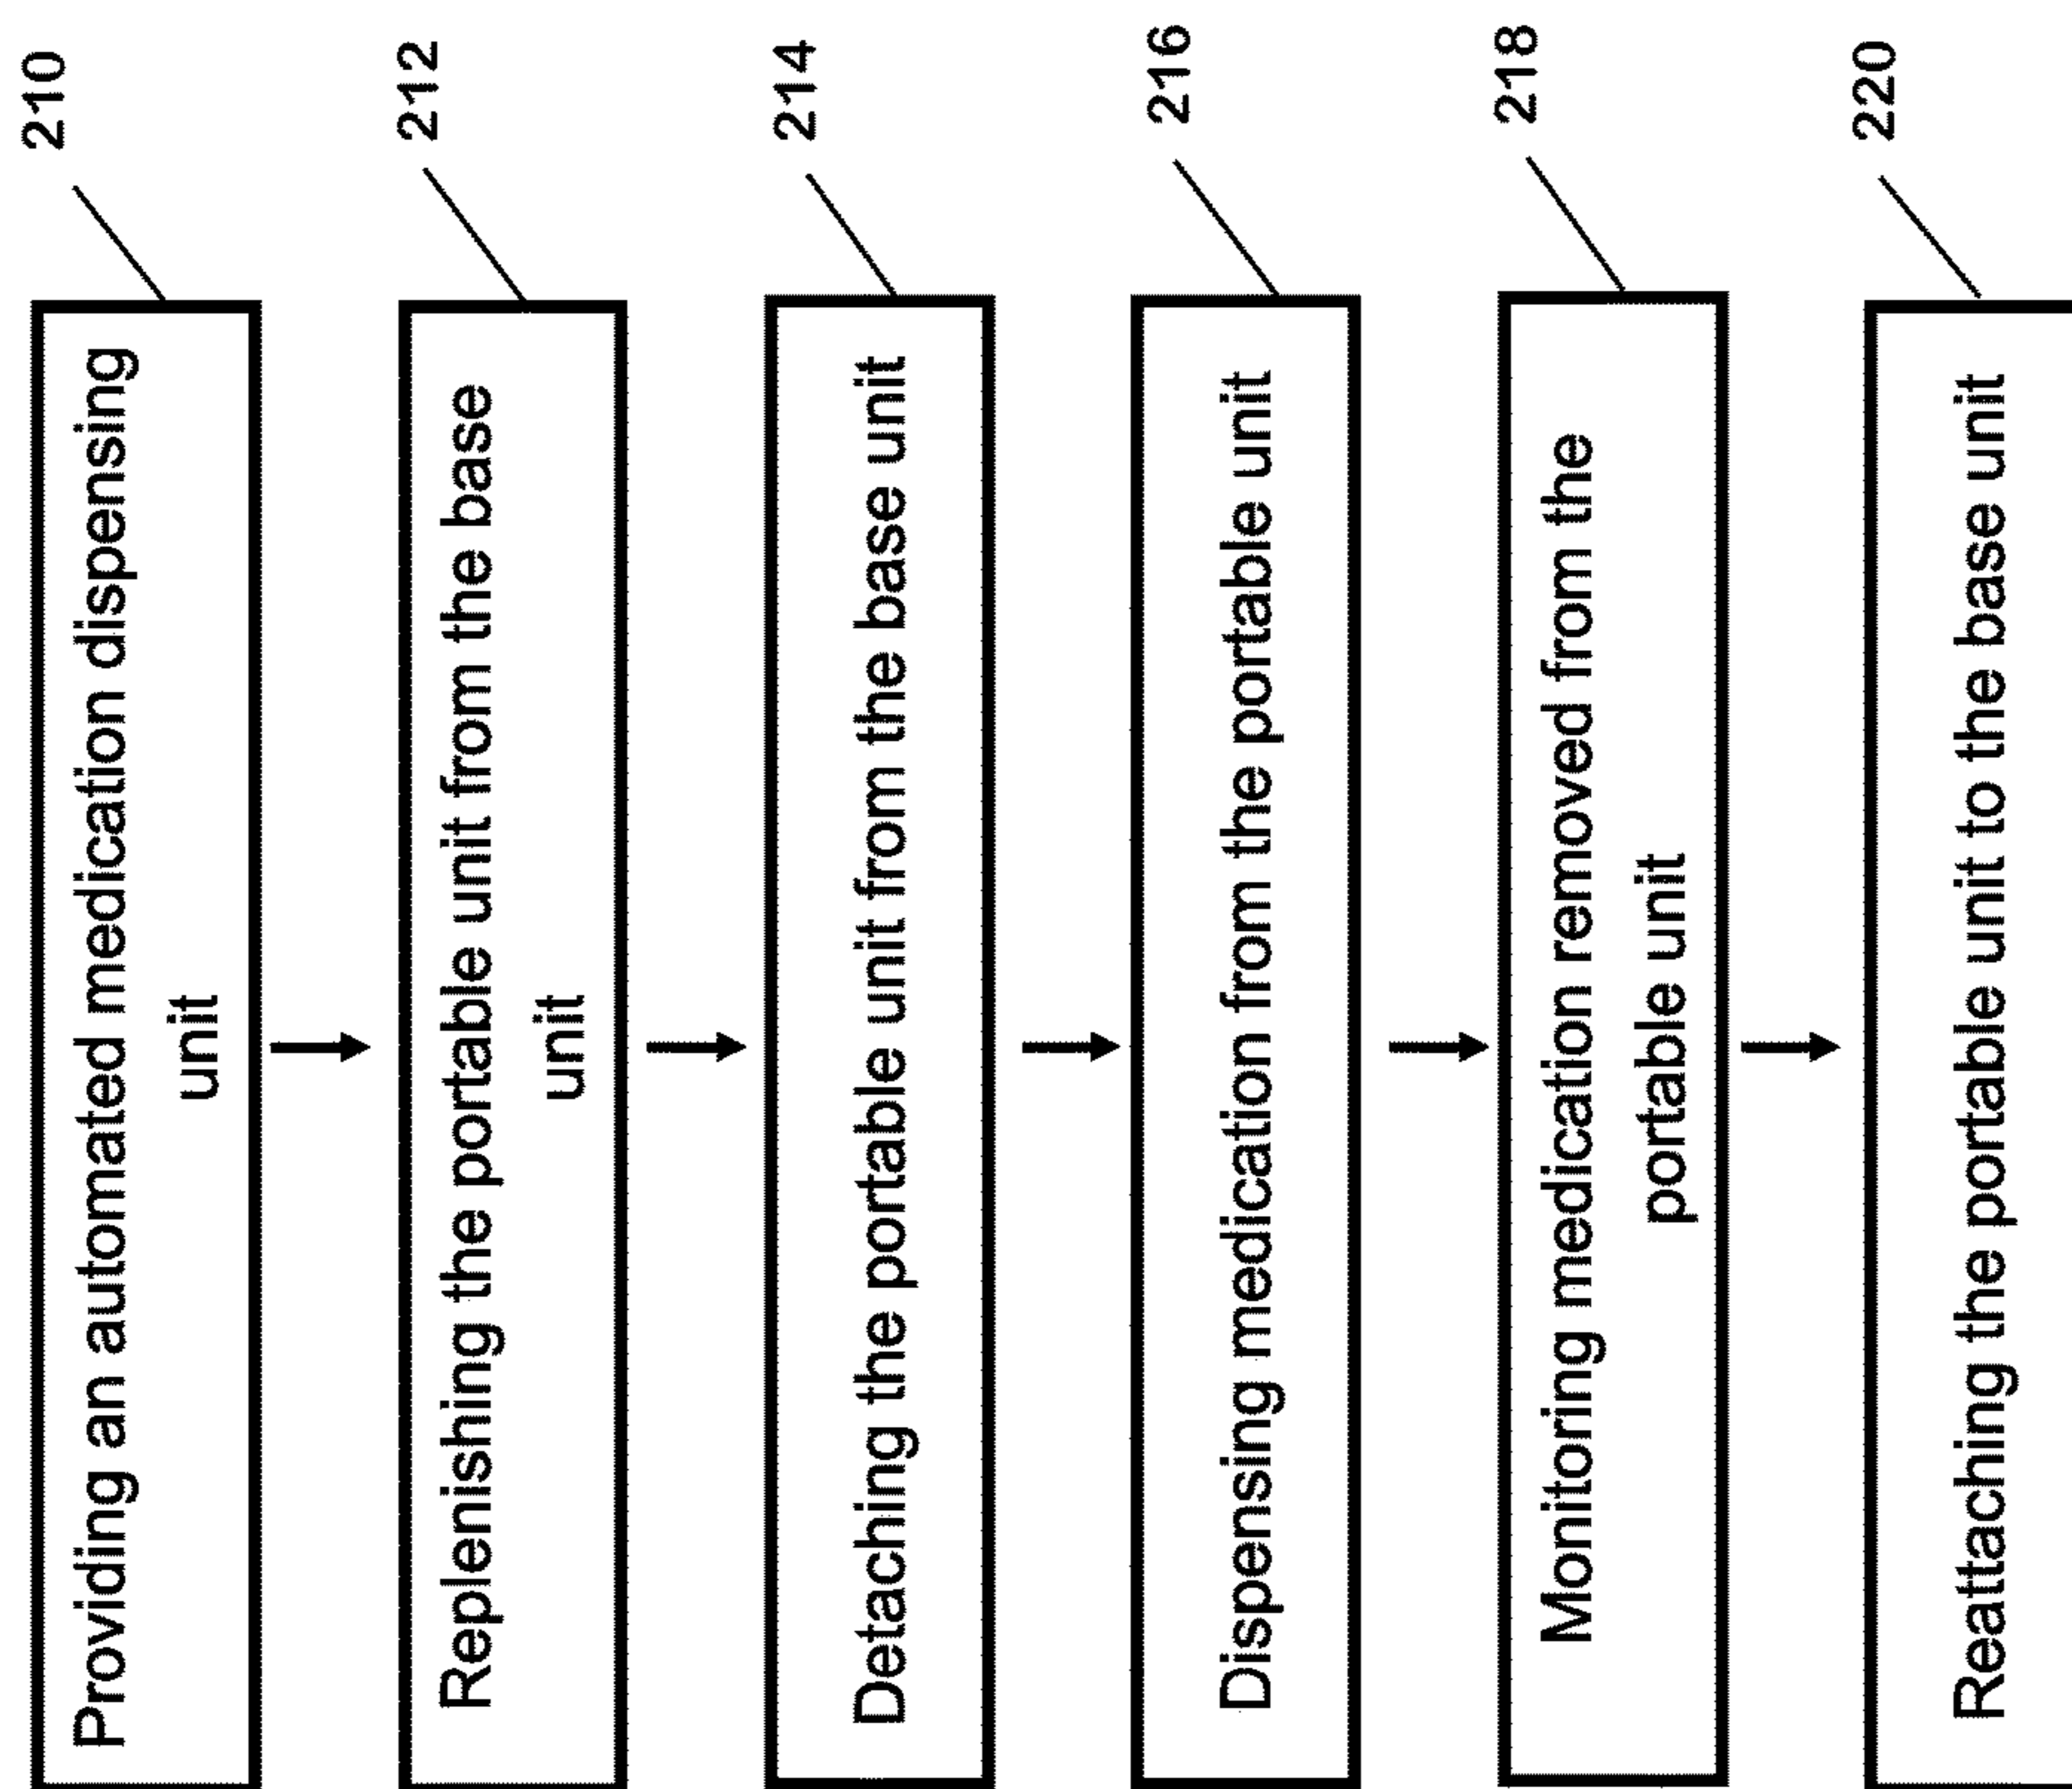 210
Providing an automated medication dispensing
unit
212
Replenishing the portable unit from the base
unit
214
Detaching the portable unit from the base unit
216
Dispensing medication from the portable unit
218
Monitoring medication removed from the
portable unit
220
Reattaching the portable unit to the base unit